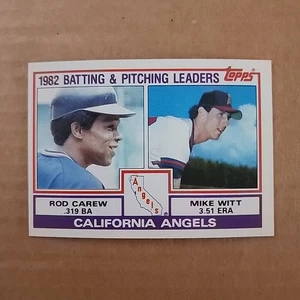 1982 BATTING & PITCHING LEADERS
Topps
ROD CAREW
.319 BA
Angels
MIKE WITT
3.51 ERA
CALIFORNIA ANGELS